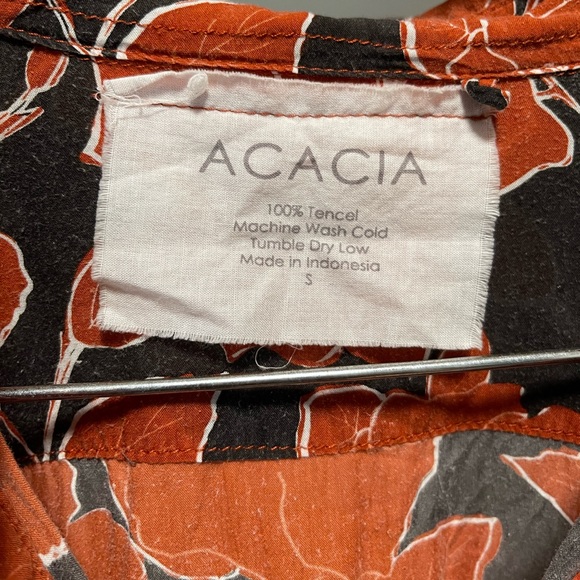 ACACIA
100% Tencel
Machine Wash Cold
Tumble Dry Low
Made in Indonesia
S